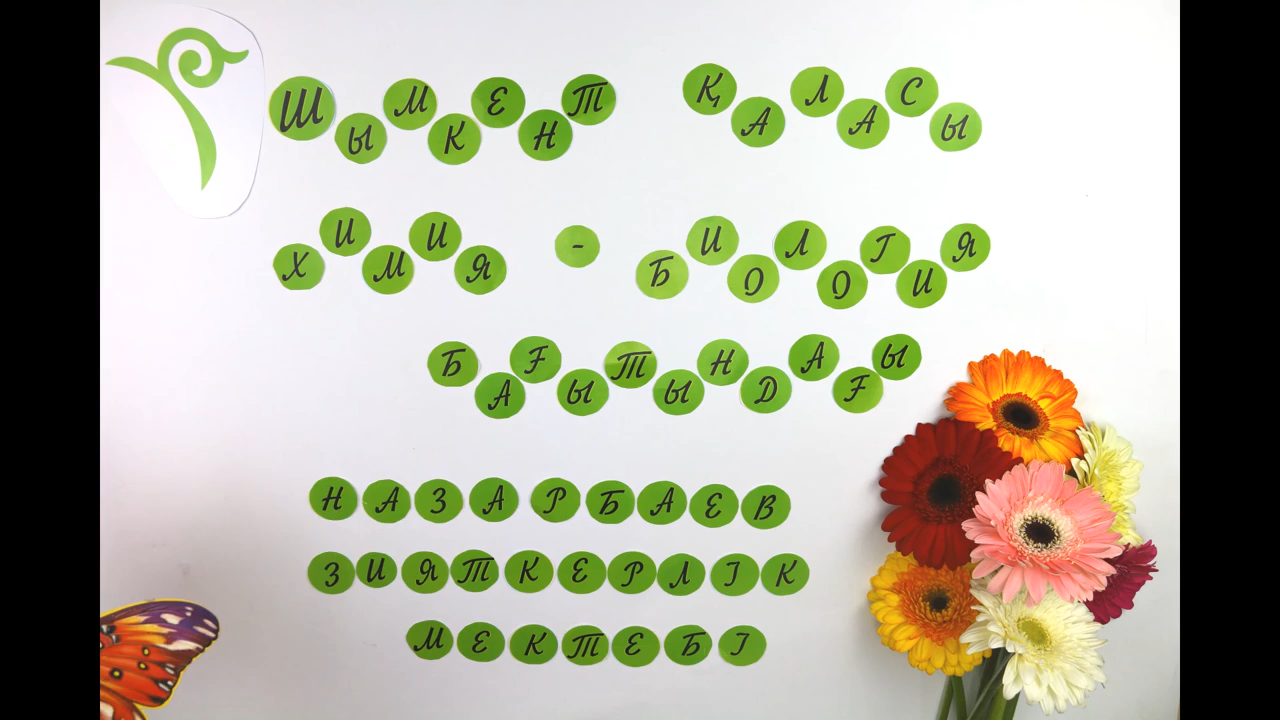 ШЫМКЕНТ ҚАЛАСЫ
ХИМИЯ - БИОЛОГИЯ
БАҒЫТЫНДАҒЫ
НАЗАРБАЕВ
ЗИЯТКЕРЛІК
МЕКТЕБІ